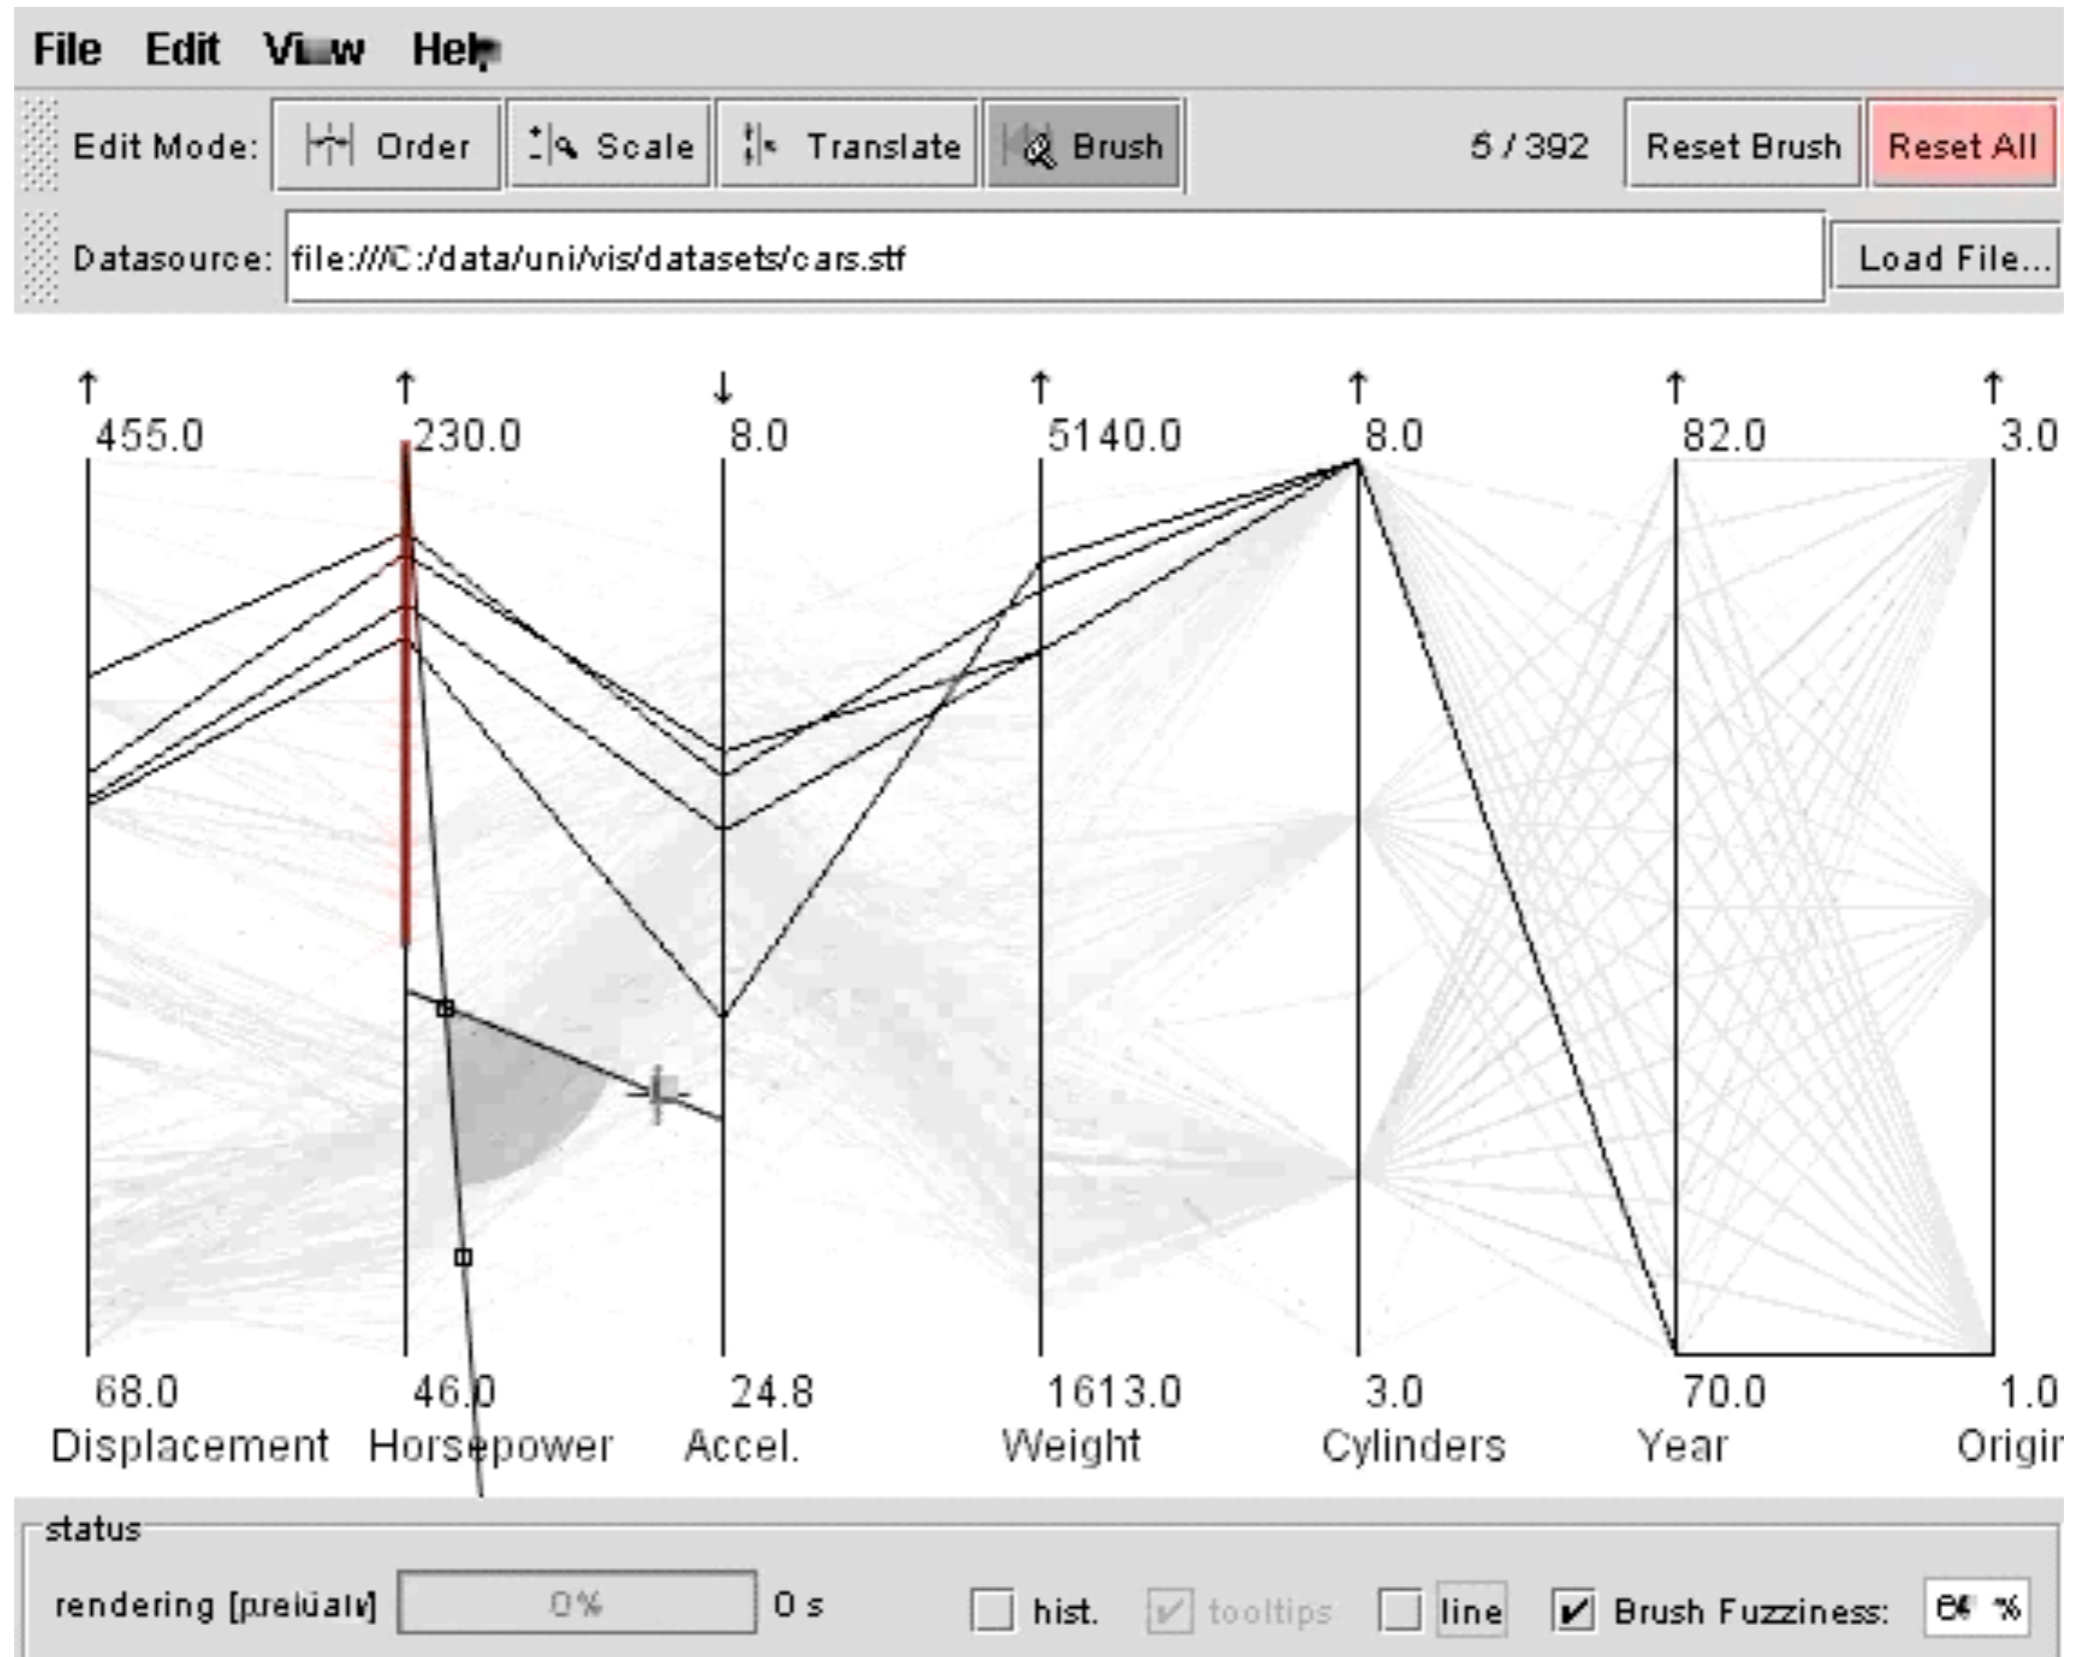 File Edit View Help
Edit Mode: Order Scale Translate Brush 5 / 392 Reset Brush Reset All
Datasource: file:///C:/data/uni/vis/datasets/cars.stf Load File...
455.0 230.0 8.0 5140.0 8.0 82.0 3.0
68.0 46.0 24.8 1613.0 3.0 70.0 1.0
Displacement Horsepower Accel. Weight Cylinders Year Origin
status
rendering 0% 0 s hist. tooltips line Brush Fuzziness: %